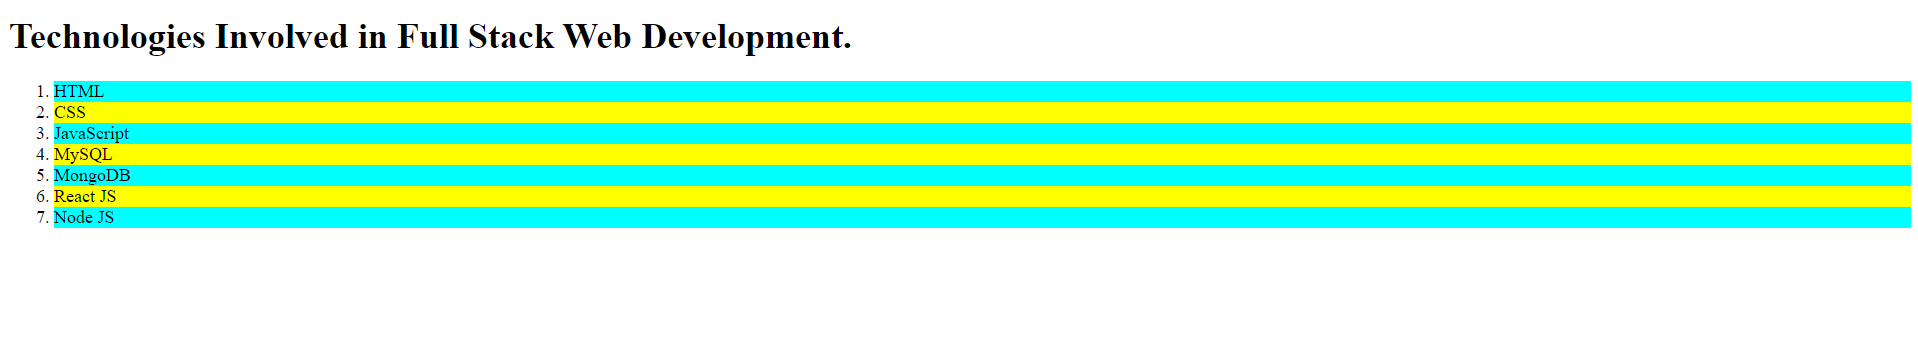 Technologies Involved in Full Stack Web Development.
1. HTML
2. CSS
3. JavaScript
4. MySQL
5. MongoDB
6. React JS
7. Node JS